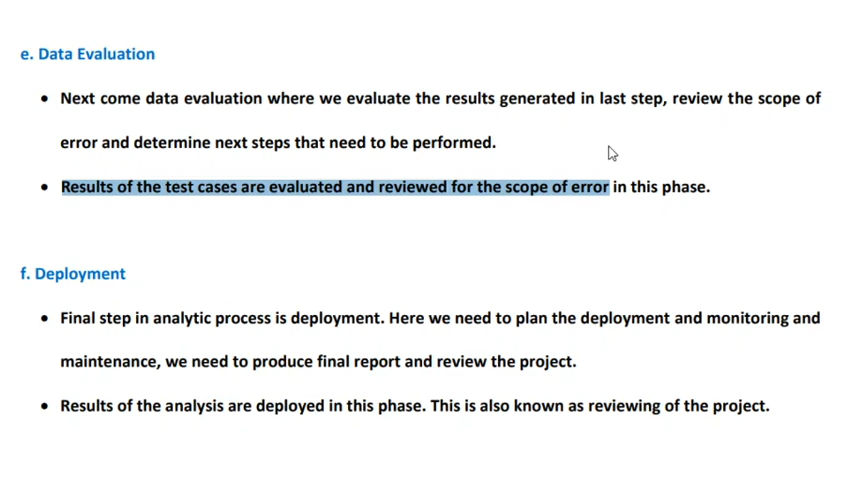 e. Data Evaluation
• Next come data evaluation where we evaluate the results generated in last step, review the scope of
error and determine next steps that need to be performed.
• Results of the test cases are evaluated and reviewed for the scope of error in this phase.
f. Deployment
• Final step in analytic process is deployment. Here we need to plan the deployment and monitoring and
maintenance, we need to produce final report and review the project.
• Results of the analysis are deployed in this phase. This is also known as reviewing of the project.